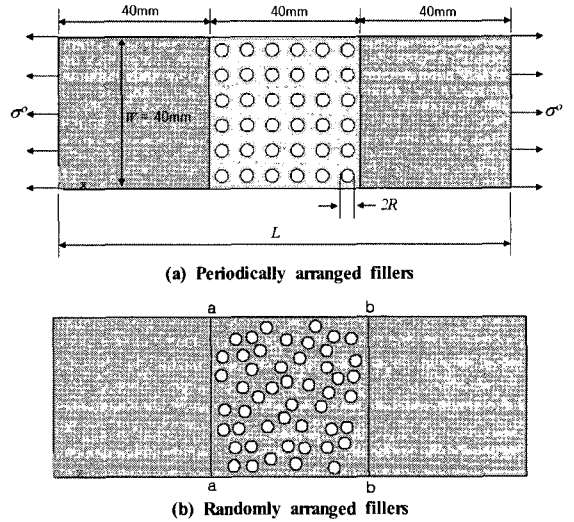 40mm 40mm 40mm
σ° σ°
W = 40mm
2R
L
(a) Periodically arranged fillers
a b
a b
(b) Randomly arranged fillers